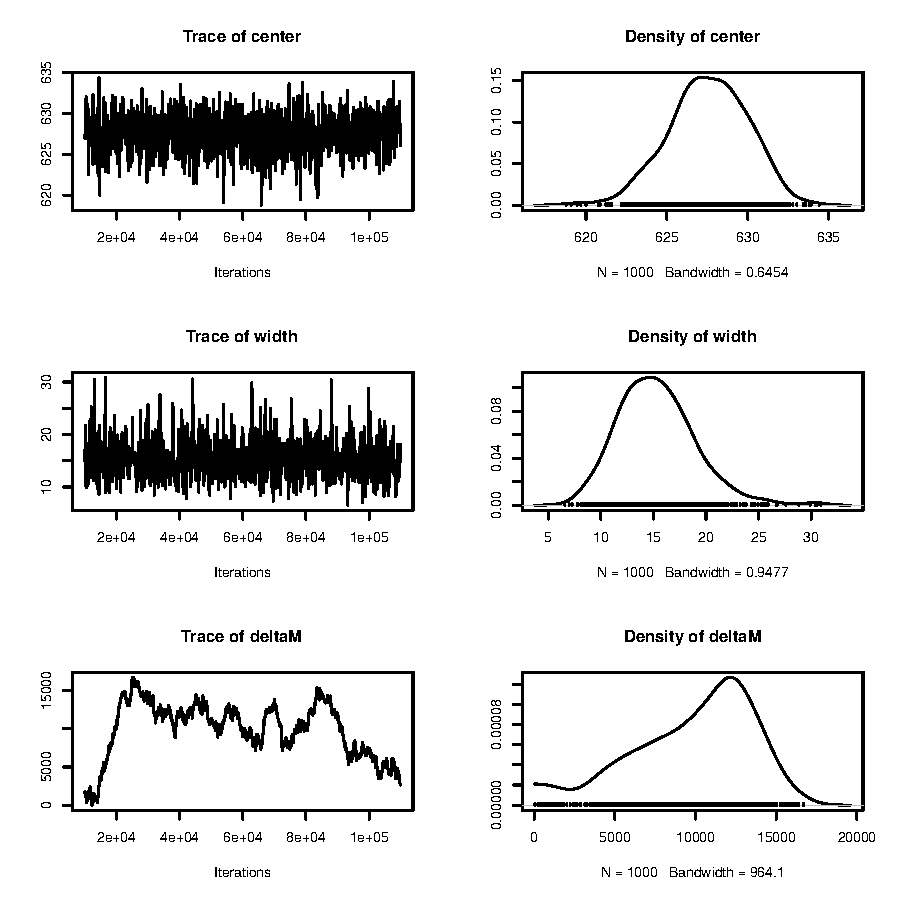 Trace of center
635
630
625
620
2e+04 4e+04 6e+04 8e+04 1e+05
Iterations
Density of center
0.15
0.10
0.05
0.00
620 625 630 635
N = 1000 Bandwidth = 0.6454
Trace of width
30
20
10
2e+04 4e+04 6e+04 8e+04 1e+05
Iterations
Density of width
0.08
0.04
0.00
5 10 15 20 25 30
N = 1000 Bandwidth = 0.9477
Trace of deltaM
15000
5000
0
2e+04 4e+04 6e+04 8e+04 1e+05
Iterations
Density of deltaM
0.00008
0.00000
0 5000 10000 15000 20000
N = 1000 Bandwidth = 964.1